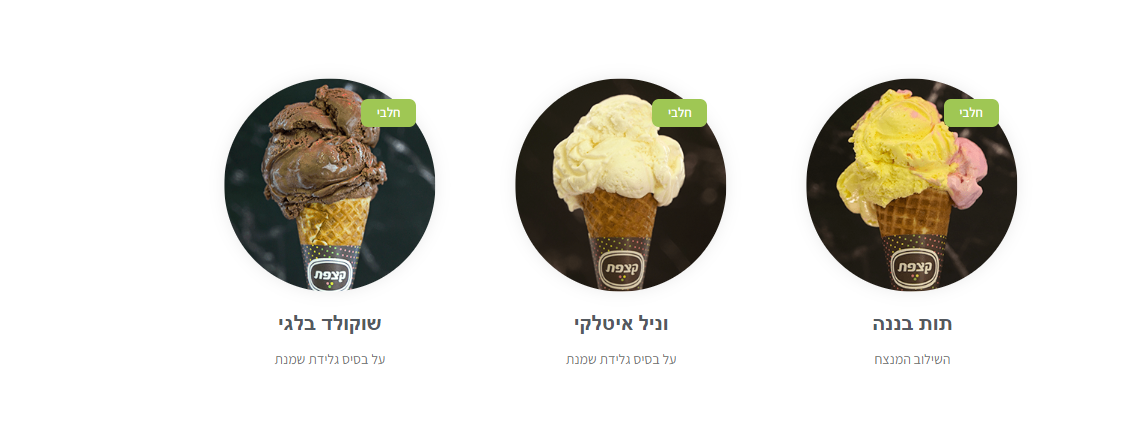 חלבי
קצפת
תות בננה
השילוב המנצח
חלבי
קצפת
וניל איטלקי
על בסיס גלידת שמנת
חלבי
קצפת
שוקולד בלגי
על בסיס גלידת שמנת